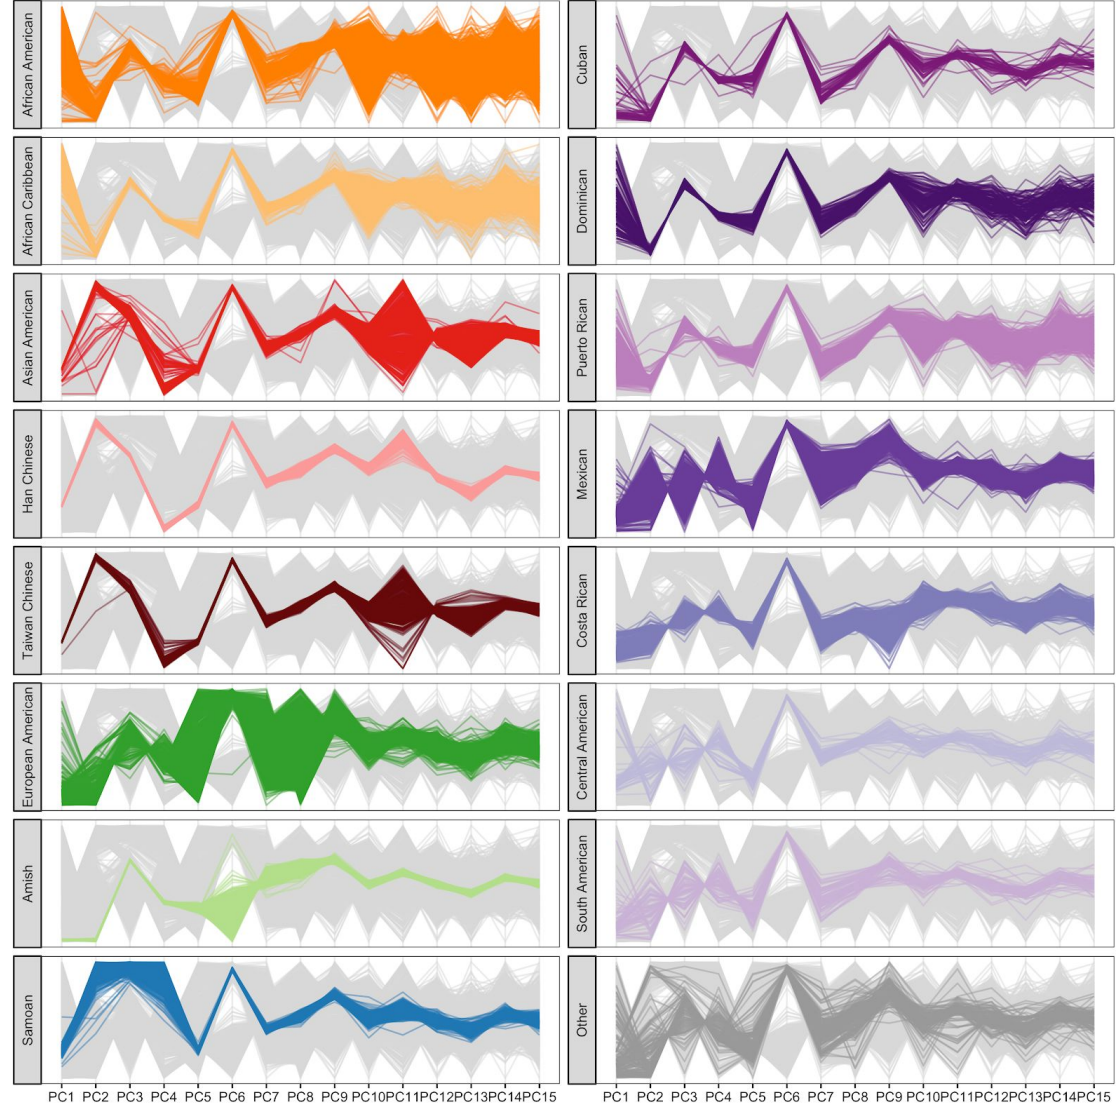 African American
Cuban
African Caribbean
Dominican
Asian American
Puerto Rican
Han Chinese
Mexican
Taiwan Chinese
Costa Rican
European American
Central American
Amish
South American
Samoan
Other
PC1 PC2 PC3 PC4 PC5 PC6 PC7 PC8 PC9 PC10 PC11 PC12 PC13 PC14 PC15
PC1 PC2 PC3 PC4 PC5 PC6 PC7 PC8 PC9 PC10 PC11 PC12 PC13 PC14 PC15